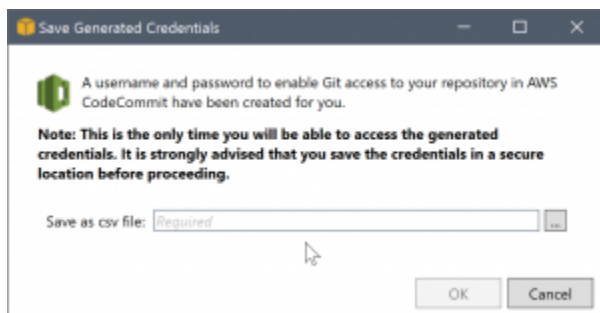 Save Generated Credentials
A username and password to enable Git access to your repository in AWS
CodeCommit have been created for you.
Note: This is the only time you will be able to access the generated
credentials. It is strongly advised that you save the credentials in a secure
location before proceeding.
Save as csv file: Required ...
OK Cancel